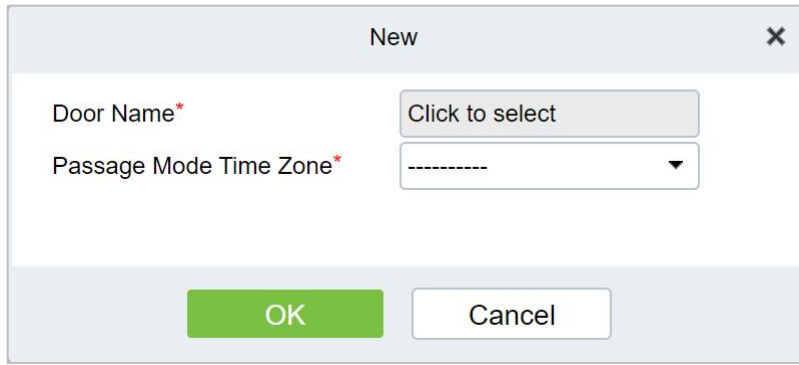 New
Door Name* Click to select
Passage Mode Time Zone* ----------
OK Cancel